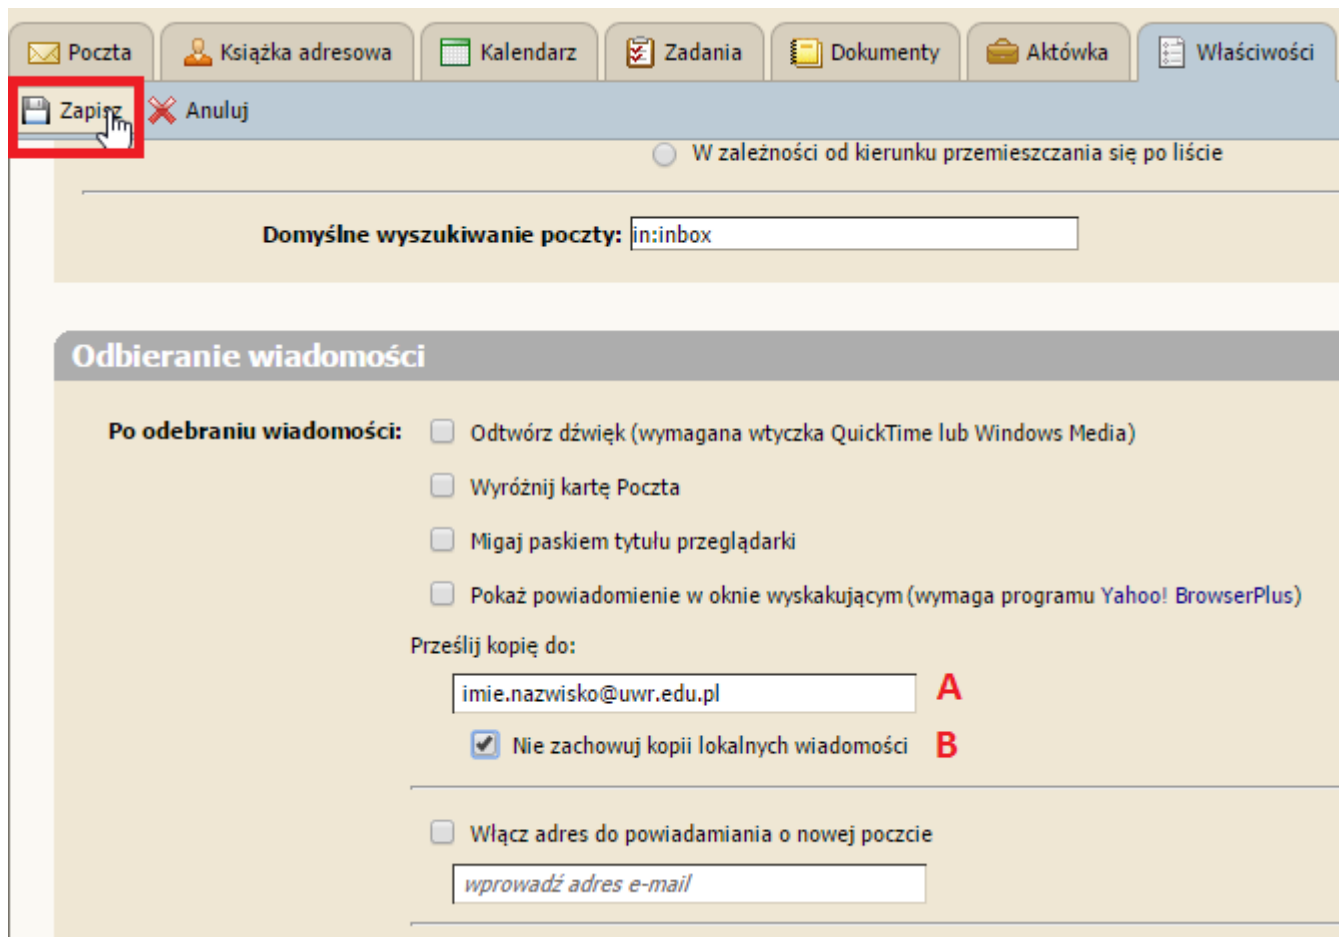 Poczta Książka adresowa Kalendarz Zadania Dokumenty Aktówka Właściwości
Zapisz Anuluj
W zależności od kierunku przemieszczania się po liście
Domyślne wyszukiwanie poczty: in:inbox
Odbieranie wiadomości
Po odebraniu wiadomości: Odtwórz dźwięk (wymagana wtyczka QuickTime lub Windows Media)
Wyróżnij kartę Poczta
Migaj paskiem tytułu przeglądarki
Pokaż powiadomienie w oknie wyskakującym (wymaga programu Yahoo! BrowserPlus)
Prześlij kopię do:
imie.nazwisko@uwr.edu.pl A
Nie zachowuj kopii lokalnych wiadomości B
Włącz adres do powiadamiania o nowej poczcie
wprowadź adres e-mail